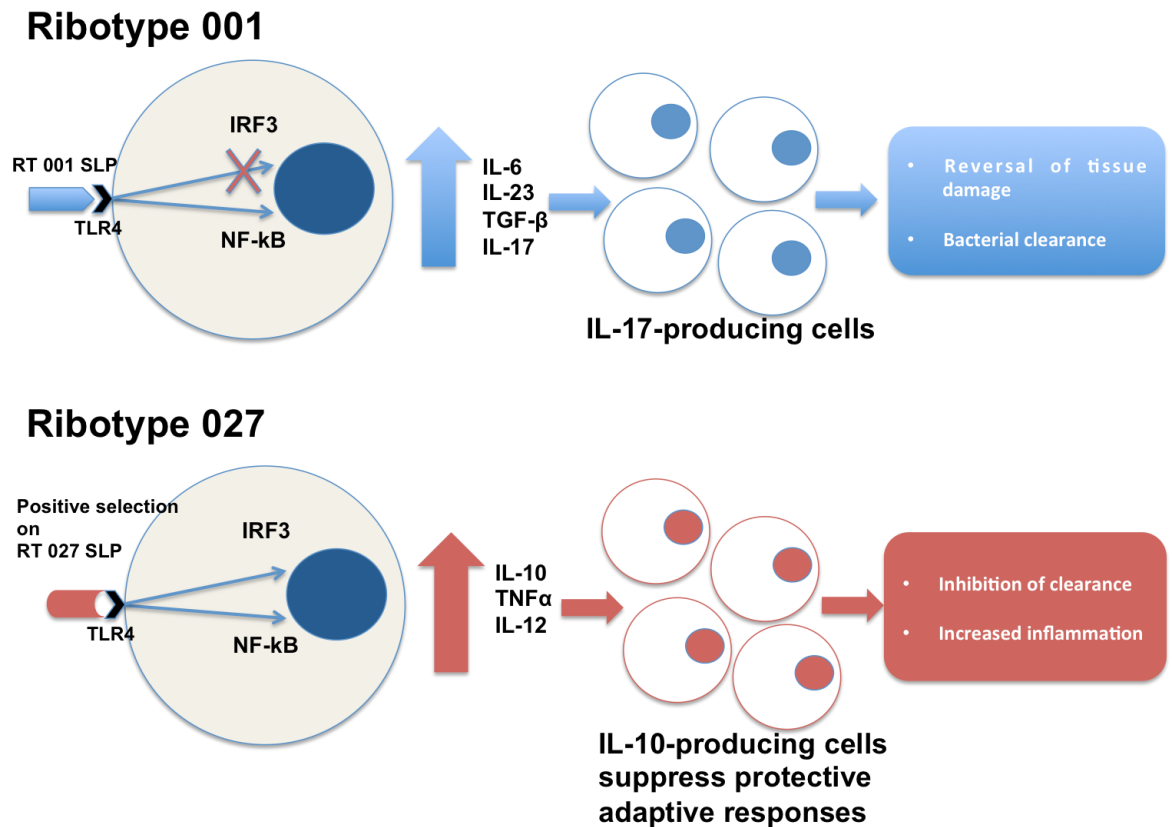 Ribotype 001
IRF3
RT 001 SLP
TLR4
NF-kB
IL-6
IL-23
TGF-β
IL-17
IL-17-producing cells
• Reversal of tissue
damage
• Bacterial clearance
Ribotype 027
Positive selection
on
RT 027 SLP
IRF3
TLR4
NF-kB
IL-10
TNFα
IL-12
IL-10-producing cells
suppress protective
adaptive responses
• Inhibition of clearance
• Increased inflammation